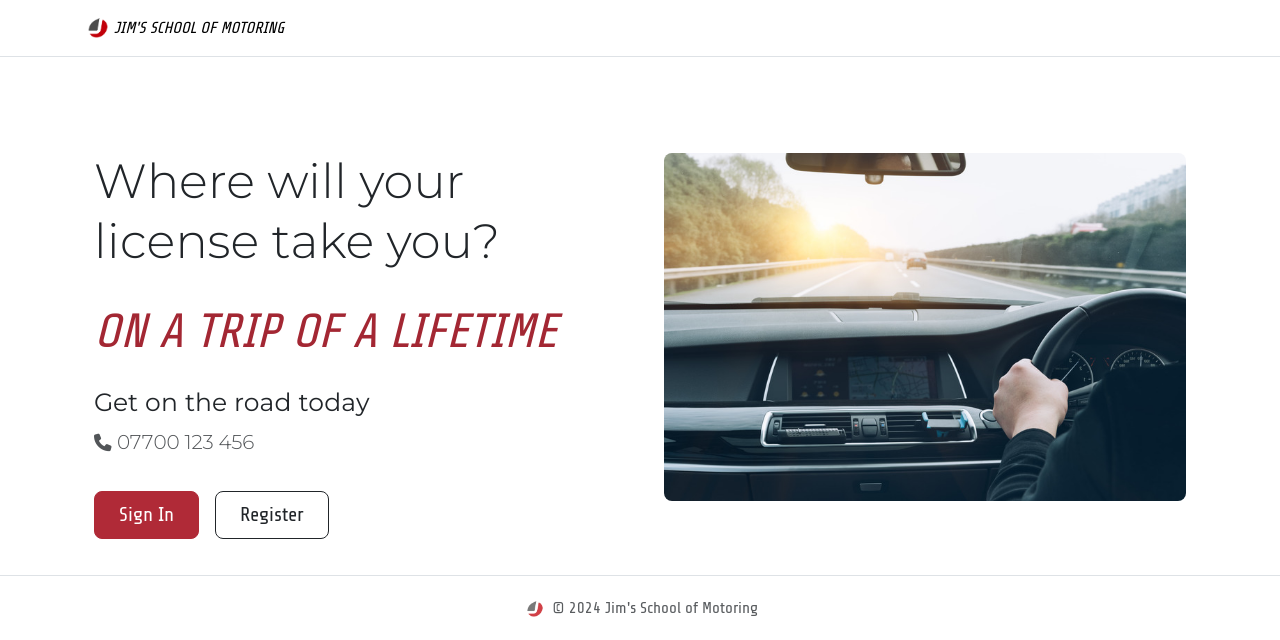 JIM'S SCHOOL OF MOTORING
Where will your
license take you?
ON A TRIP OF A LIFETIME
Get on the road today
07700 123 456
Sign In
Register
© 2024 Jim's School of Motoring